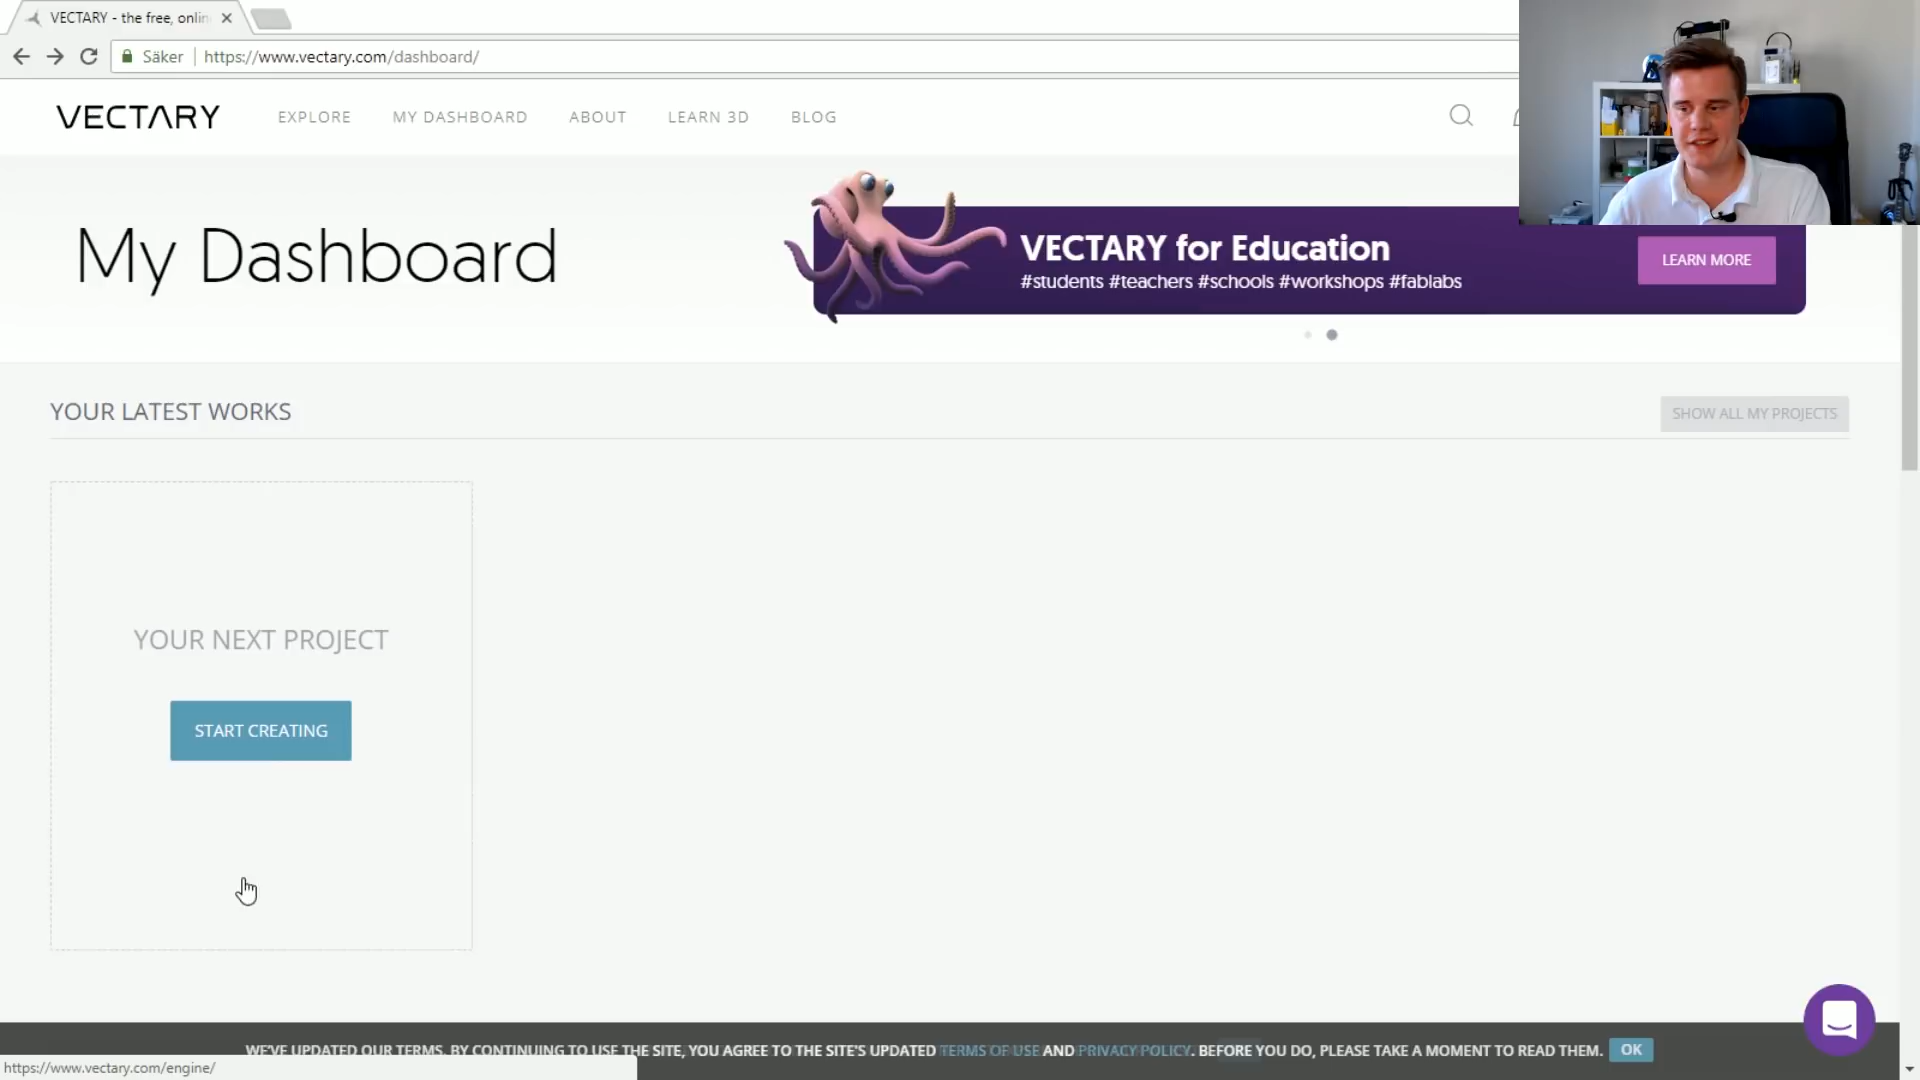 VECTARY - the free, onlin
Säker
https://www.vectary.com/dashboard/
VECTARY
EXPLORE
MY DASHBOARD
ABOUT
LEARN 3D
BLOG
My Dashboard
VECTARY for Education
#students #teachers #schools #workshops #fablabs
LEARN MORE
YOUR LATEST WORKS
SHOW ALL MY PROJECTS
YOUR NEXT PROJECT
START CREATING
WE'VE UPDATED OUR TERMS. BY CONTINUING TO USE THE SITE, YOU AGREE TO THE SITE'S UPDATED TERMS OF USE AND PRIVACY POLICY. BEFORE YOU DO, PLEASE TAKE A MOMENT TO READ THEM.
OK
https://www.vectary.com/engine/